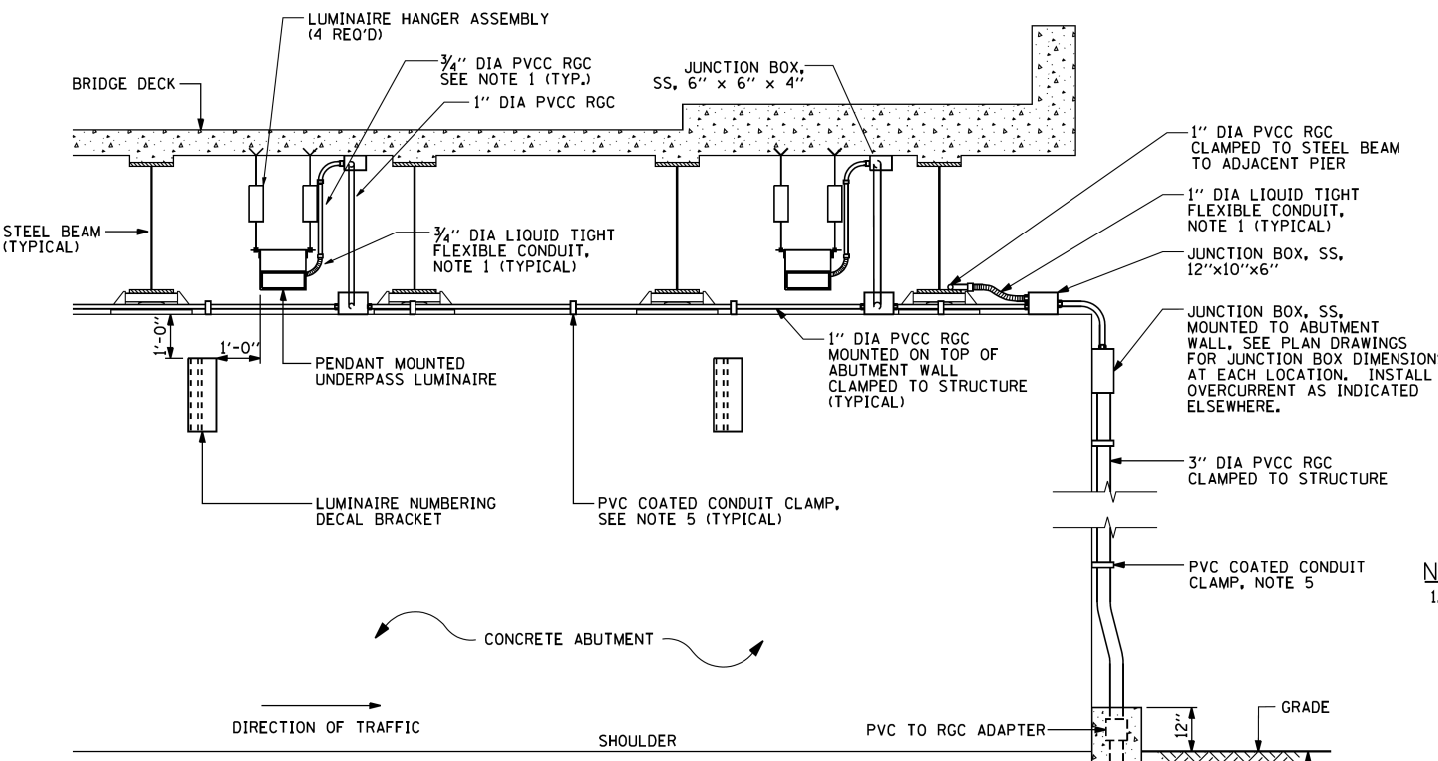 LUMINAIRE HANGER ASSEMBLY
(4 REQ'D)
BRIDGE DECK
3/4'' DIA PVCC RGC
SEE NOTE 1 (TYP.)
1'' DIA PVCC RGC
JUNCTION BOX,
SS, 6'' x 6'' x 4''
1'' DIA PVCC RGC
CLAMPED TO STEEL BEAM
TO ADJACENT PIER
1'' DIA LIQUID TIGHT
FLEXIBLE CONDUIT,
NOTE 1 (TYPICAL)
STEEL BEAM
(TYPICAL)
3/4'' DIA LIQUID TIGHT
FLEXIBLE CONDUIT,
NOTE 1 (TYPICAL)
JUNCTION BOX, SS,
12''x10''x6''
JUNCTION BOX, SS,
MOUNTED TO ABUTMENT
WALL, SEE PLAN DRAWINGS
FOR JUNCTION BOX DIMENSION
AT EACH LOCATION. INSTALL
OVERCURRENT AS INDICATED
ELSEWHERE.
1'-0''
1'-0''
PENDANT MOUNTED
UNDERPASS LUMINAIRE
1'' DIA PVCC RGC
MOUNTED ON TOP OF
ABUTMENT WALL
CLAMPED TO STRUCTURE
(TYPICAL)
3'' DIA PVCC RGC
CLAMPED TO STRUCTURE
LUMINAIRE NUMBERING
DECAL BRACKET
PVC COATED CONDUIT CLAMP,
SEE NOTE 5 (TYPICAL)
PVC COATED CONDUIT
CLAMP, NOTE 5
N
1.
CONCRETE ABUTMENT
DIRECTION OF TRAFFIC
SHOULDER
PVC TO RGC ADAPTER
12''
GRADE